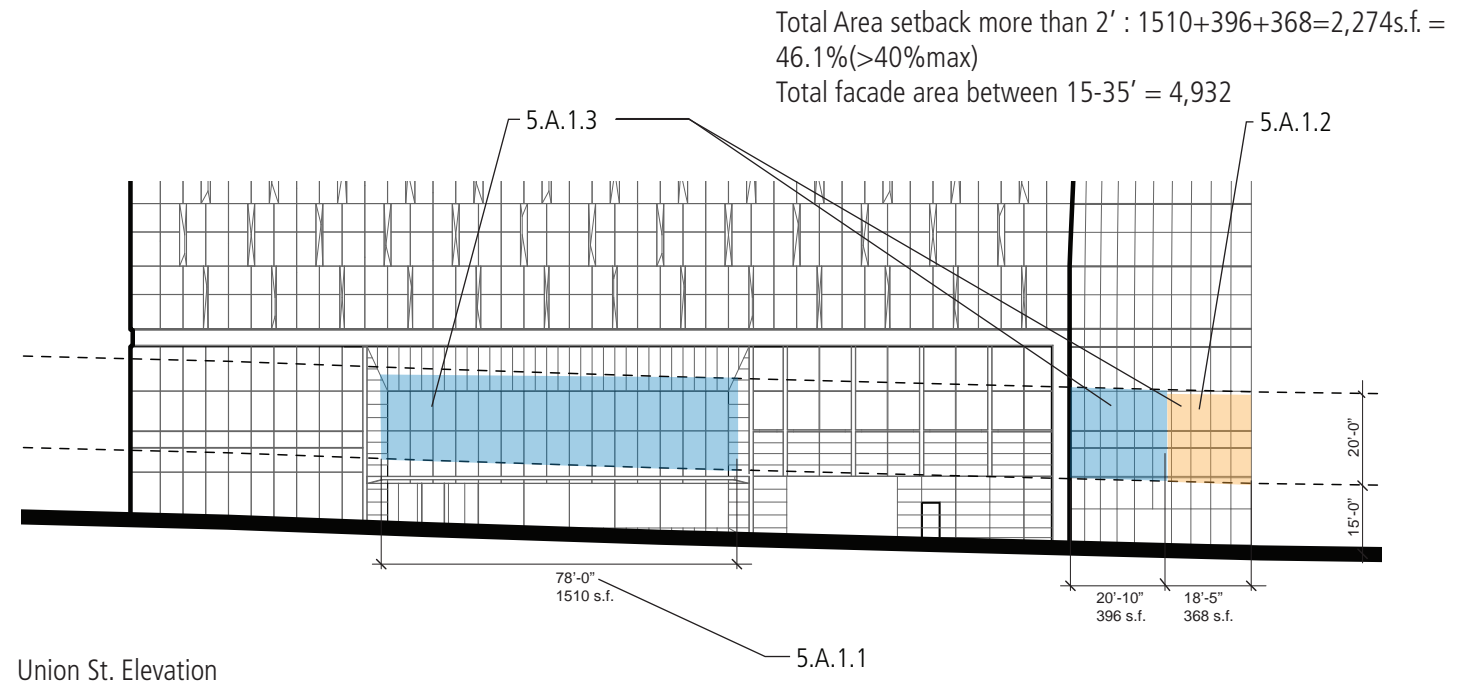 Total Area setback more than 2’ : 1510+396+368=2,274s.f. =
46.1%(>40%max)
Total facade area between 15-35’ = 4,932
5.A.1.3
5.A.1.2
20’-0”
15’-0”
78’-0”
1510 s.f.
20’-10”
396 s.f.
18’-5”
368 s.f.
5.A.1.1
Union St. Elevation